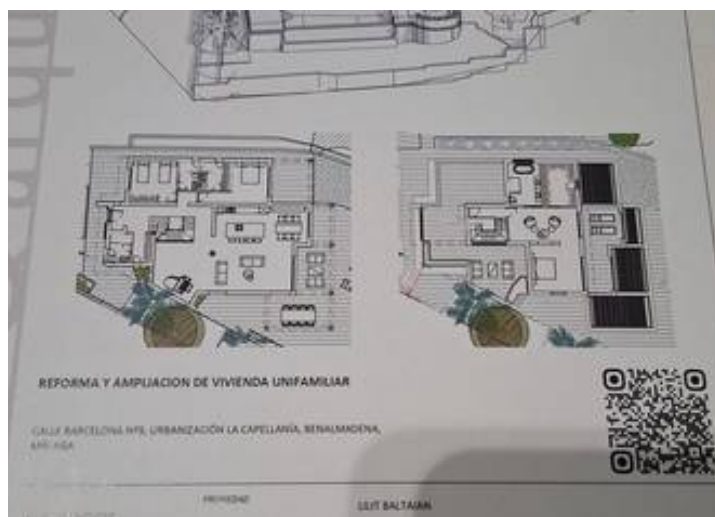 REFORMA Y AMPLIACION DE VIVIENDA UNIFAMILIAR
CALLE BARCELONA Nº8, URBANIZACIÓN LA CAPELLANÍA, BENALMADENA,
MÁLAGA
PROPIEDAD
LILIT BALTAIAN